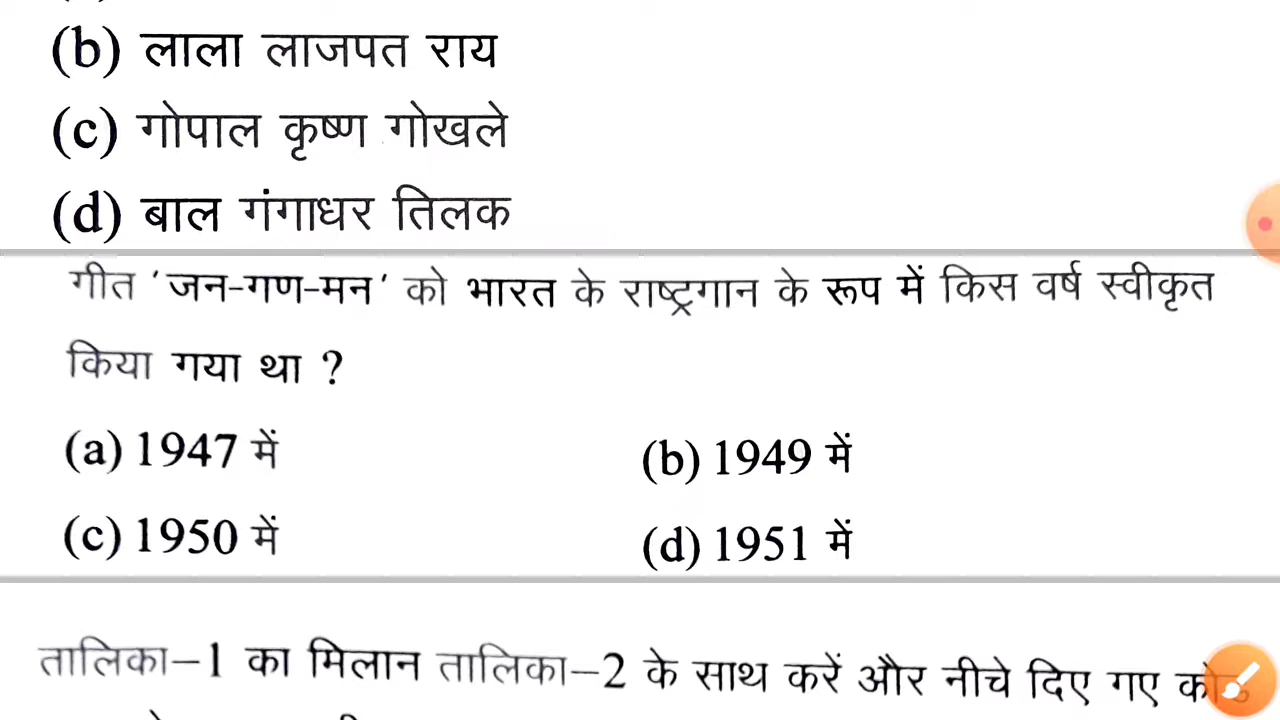 (b) लाला लाजपत राय
(c) गोपाल कृष्ण गोखले
(d) बाल गंगाधर तिलक
गीत 'जन-गण-मन' को भारत के राष्ट्रगान के रूप में किस वर्ष स्वीकृत
किया गया था ?
(a) 1947 में (b) 1949 में
(c) 1950 में (d) 1951 में
तालिका-1 का मिलान तालिका-2 के साथ करें और नीचे दिए गए